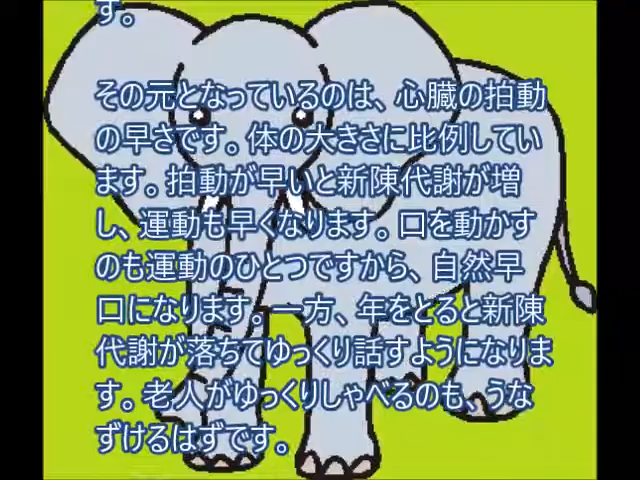 す。
その元となっているのは、心臓の拍動
の早さです。体の大きさに比例してい
ます。拍動が早いと新陳代謝が増
し、運動も早くなります。口を動かす
のも運動のひとつですから、自然早
口になります。一方、年をとると新陳
代謝が落ちてゆっくり話すようになりま
す。老人がゆっくりしゃべるのも、うな
ずけるはずです。